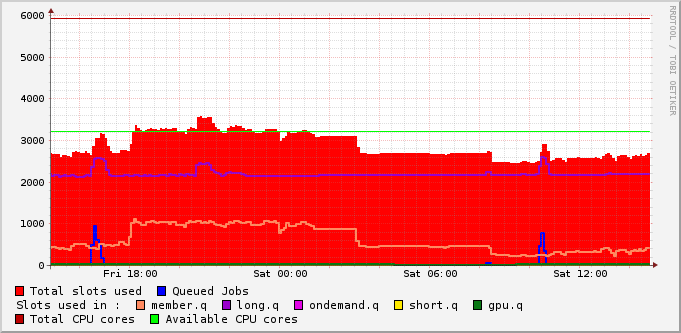 6000
5000
4000
3000
2000
1000
0
Fri 18:00 Sat 00:00 Sat 06:00 Sat 12:00
Total slots used Queued Jobs
Slots used in : member.q long.q ondemand.q short.q gpu.q
Total CPU cores Available CPU cores
RRDTOOL / TOBI OETIKER